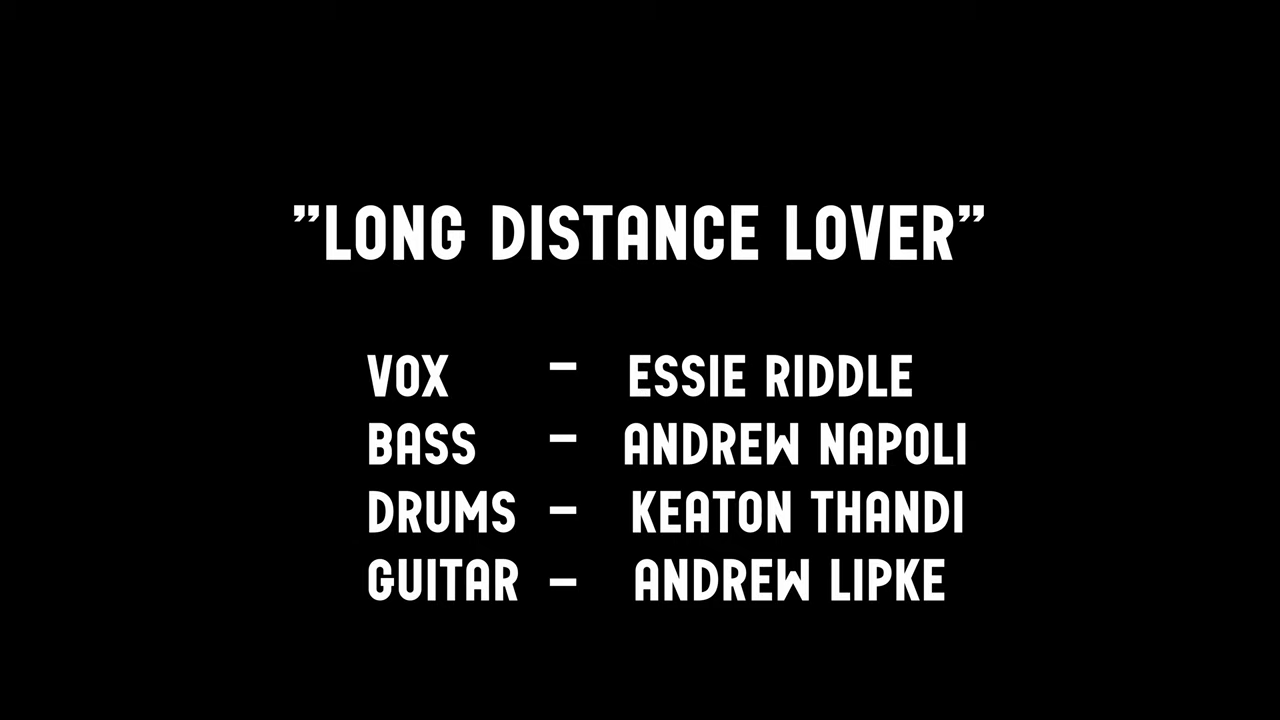 "LONG DISTANCE LOVER"
VOX – ESSIE RIDDLE
BASS – ANDREW NAPOLI
DRUMS – KEATON THANDI
GUITAR – ANDREW LIPKE